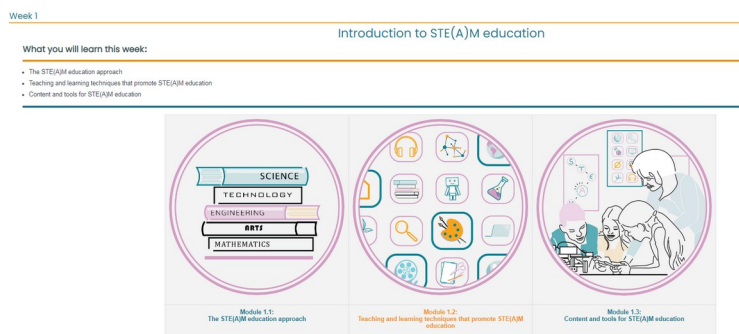 Week 1
Introduction to STE(A)M education
What you will learn this week:
The STE(A)M education approach
Teaching and learning techniques that promote STE(A)M education
Content and tools for STE(A)M education
SCIENCE
TECHNOLOGY
ENGINEERING
ARTS
MATHEMATICS
S
T
E
A
Module 1.1:
The STE(A)M education approach
Module 1.2:
Teaching and learning techniques that promote STE(A)M
education
Module 1.3:
Content and tools for STE(A)M education